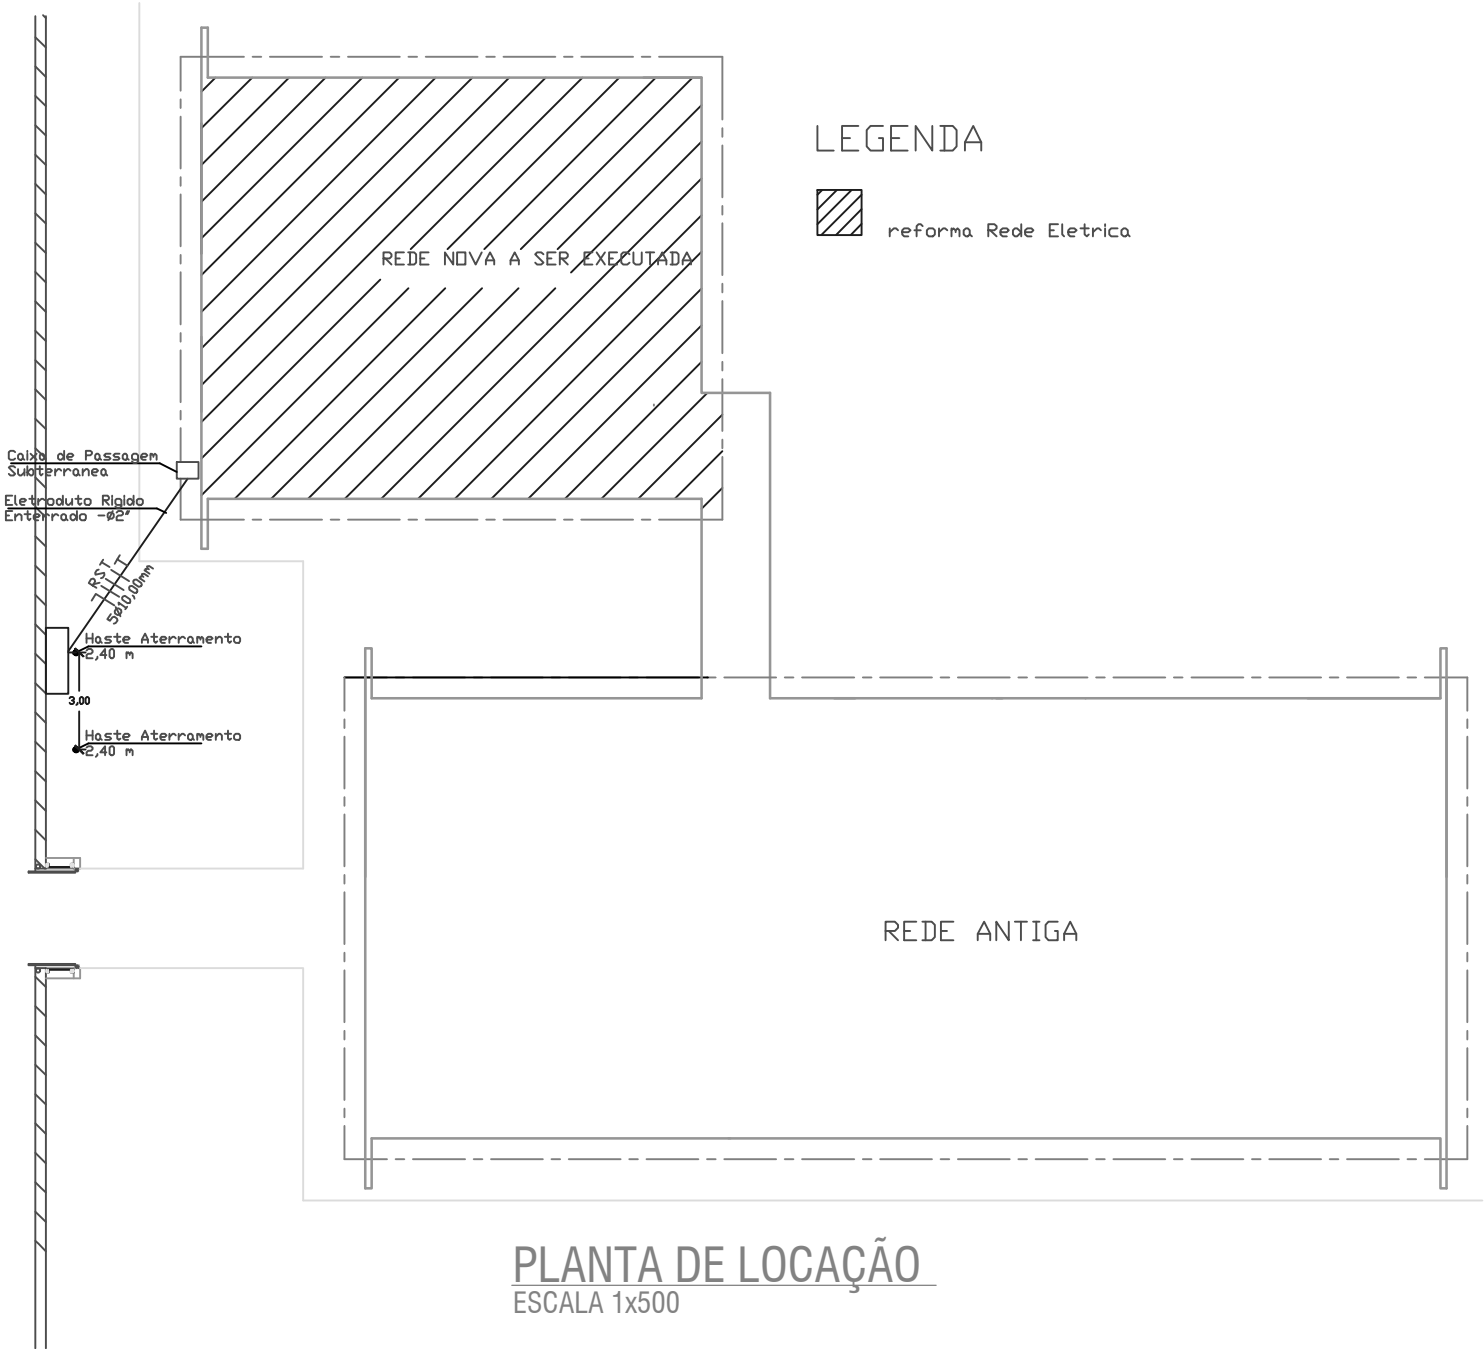 LEGENDA
reforma Rede Eletrica
REDE NOVA A SER EXECUTADA
Caixa de Passagem
Subterranea
Eletroduto Rigido
Enterrado -ø2"
RST T
5ø10,00mm
Haste Aterramento
2,40 m
3,00
Haste Aterramento
2,40 m
REDE ANTIGA
PLANTA DE LOCAÇÃO
ESCALA 1x500